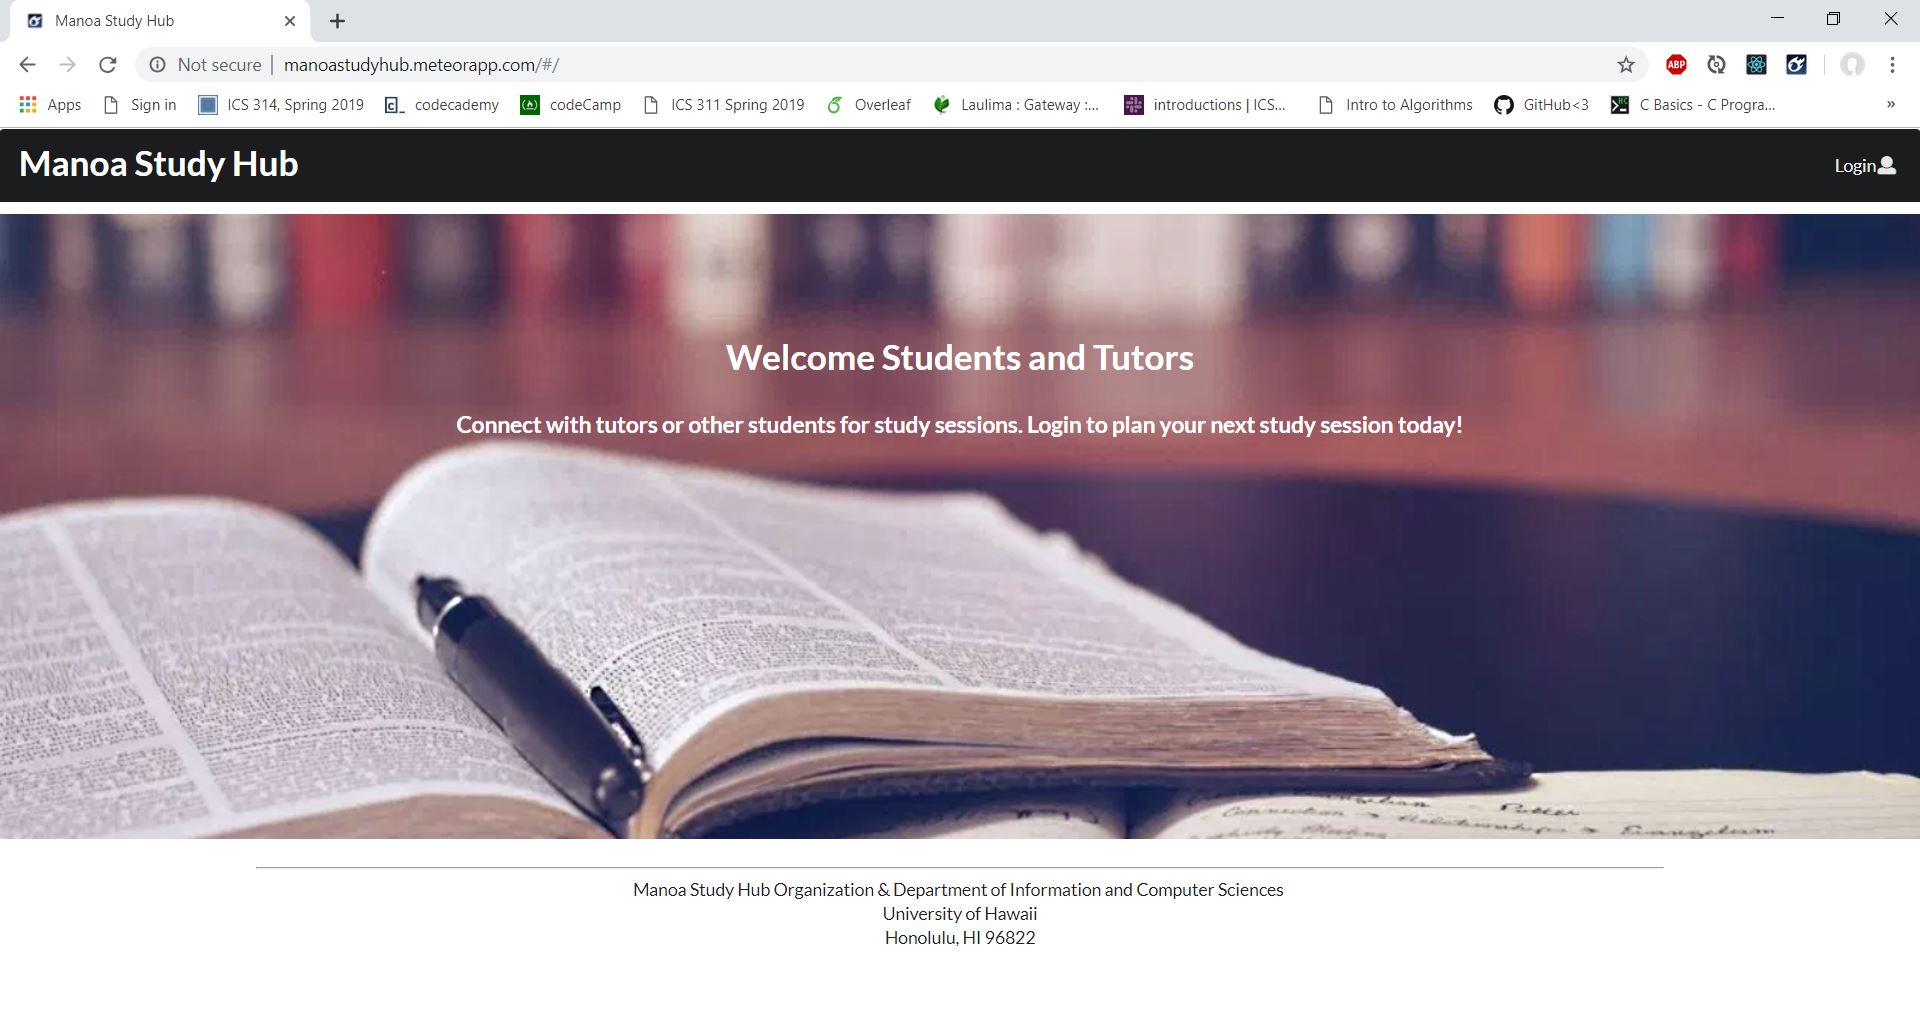 Manoa Study Hub
Not secure | manoastudyhub.meteorapp.com/#/
ABP
Apps Sign in ICS 314, Spring 2019 codecademy codeCamp ICS 311 Spring 2019 Overleaf Laulima : Gateway :... introductions | ICS... Intro to Algorithms GitHub<3 C Basics - C Progra... »
Manoa Study Hub
Login
Welcome Students and Tutors
Connect with tutors or other students for study sessions. Login to plan your next study session today!
Manoa Study Hub Organization & Department of Information and Computer Sciences
University of Hawaii
Honolulu, HI 96822